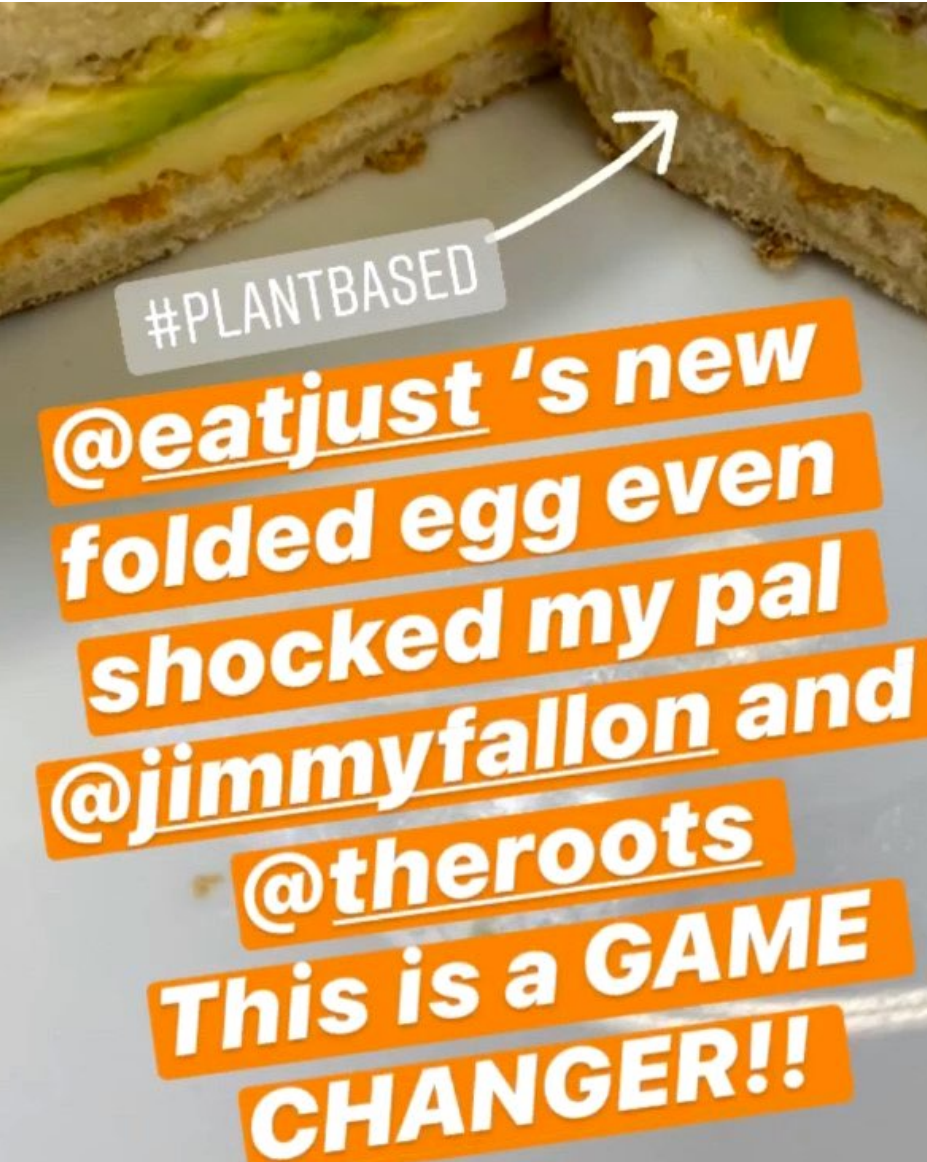 #PLANTBASED
@eatjust 's new
folded egg even
shocked my pal
@jimmyfallon and
@theroots
This is a GAME
CHANGER!!